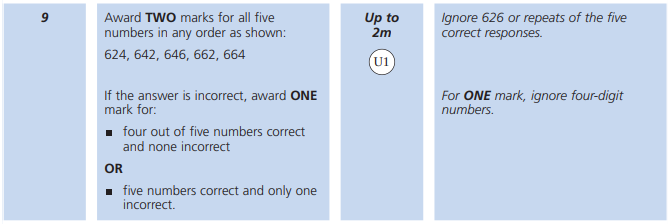 9
Award TWO marks for all five
numbers in any order as shown:
624, 642, 646, 662, 664
If the answer is incorrect, award ONE
mark for:
■ four out of five numbers correct
and none incorrect
OR
■ five numbers correct and only one
incorrect.
Up to
2m
U1
Ignore 626 or repeats of the five
correct responses.
For ONE mark, ignore four-digit
numbers.